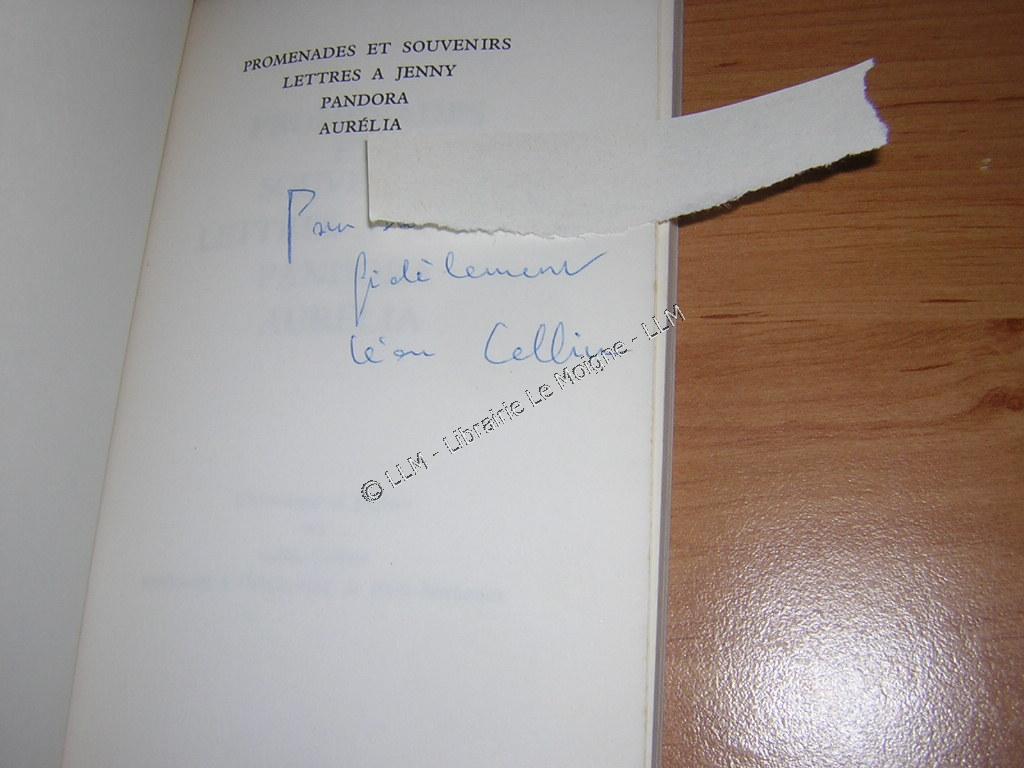 PROMENADES ET SOUVENIRS
LETTRES A JENNY
PANDORA
AURÉLIA
Pour
fidèlement
Léon Cellier
© LLM - Librairie Le Moigne - LLM